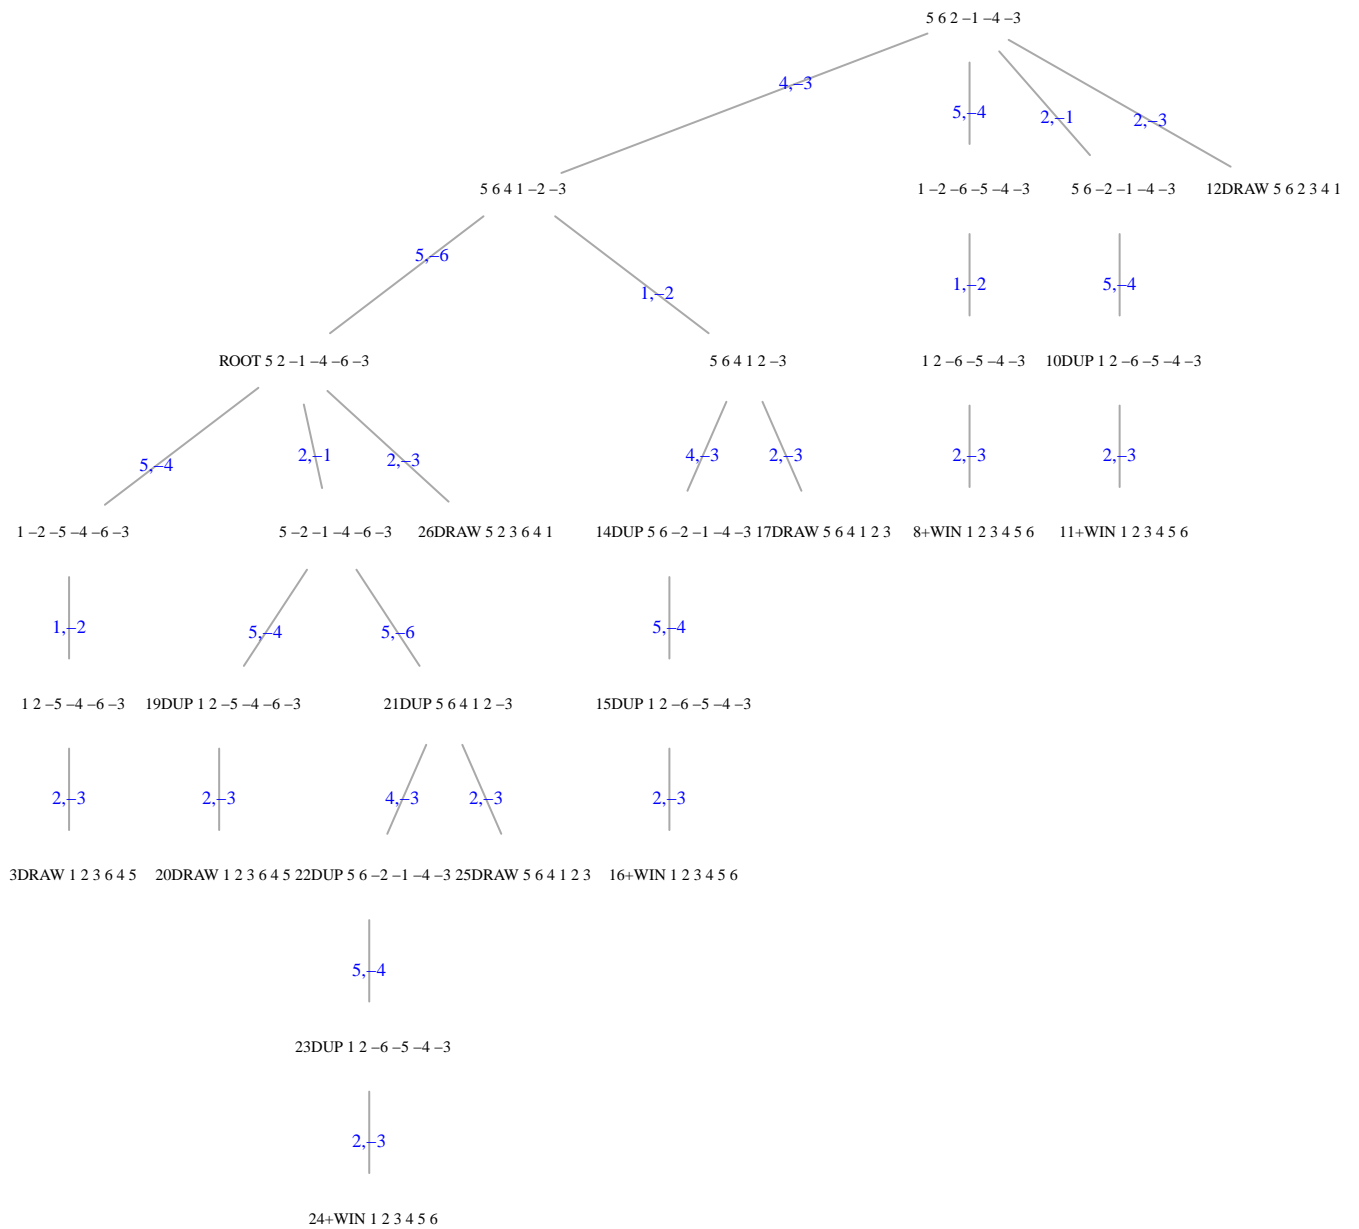 5 6 2 –1 –4 –3
4,–3
5,–4
2,–1
2,–3
5 6 4 1 –2 –3
1 –2 –6 –5 –4 –3
5 6 –2 –1 –4 –3
12DRAW 5 6 2 3 4 1
5,–6
1,–2
1,–2
5,–4
ROOT 5 2 –1 –4 –6 –3
5 6 4 1 2 –3
1 2 –6 –5 –4 –3
10DUP 1 2 –6 –5 –4 –3
5,–4
2,–1
2,–3
4,–3
2,–3
2,–3
2,–3
1 –2 –5 –4 –6 –3
5 –2 –1 –4 –6 –3
26DRAW 5 2 3 6 4 1
14DUP 5 6 –2 –1 –4 –3
17DRAW 5 6 4 1 2 3
8+WIN 1 2 3 4 5 6
11+WIN 1 2 3 4 5 6
1,–2
5,–4
5,–6
5,–4
1 2 –5 –4 –6 –3
19DUP 1 2 –5 –4 –6 –3
21DUP 5 6 4 1 2 –3
15DUP 1 2 –6 –5 –4 –3
2,–3
2,–3
4,–3
2,–3
2,–3
3DRAW 1 2 3 6 4 5
20DRAW 1 2 3 6 4 5
22DUP 5 6 –2 –1 –4 –3
25DRAW 5 6 4 1 2 3
16+WIN 1 2 3 4 5 6
5,–4
23DUP 1 2 –6 –5 –4 –3
2,–3
24+WIN 1 2 3 4 5 6